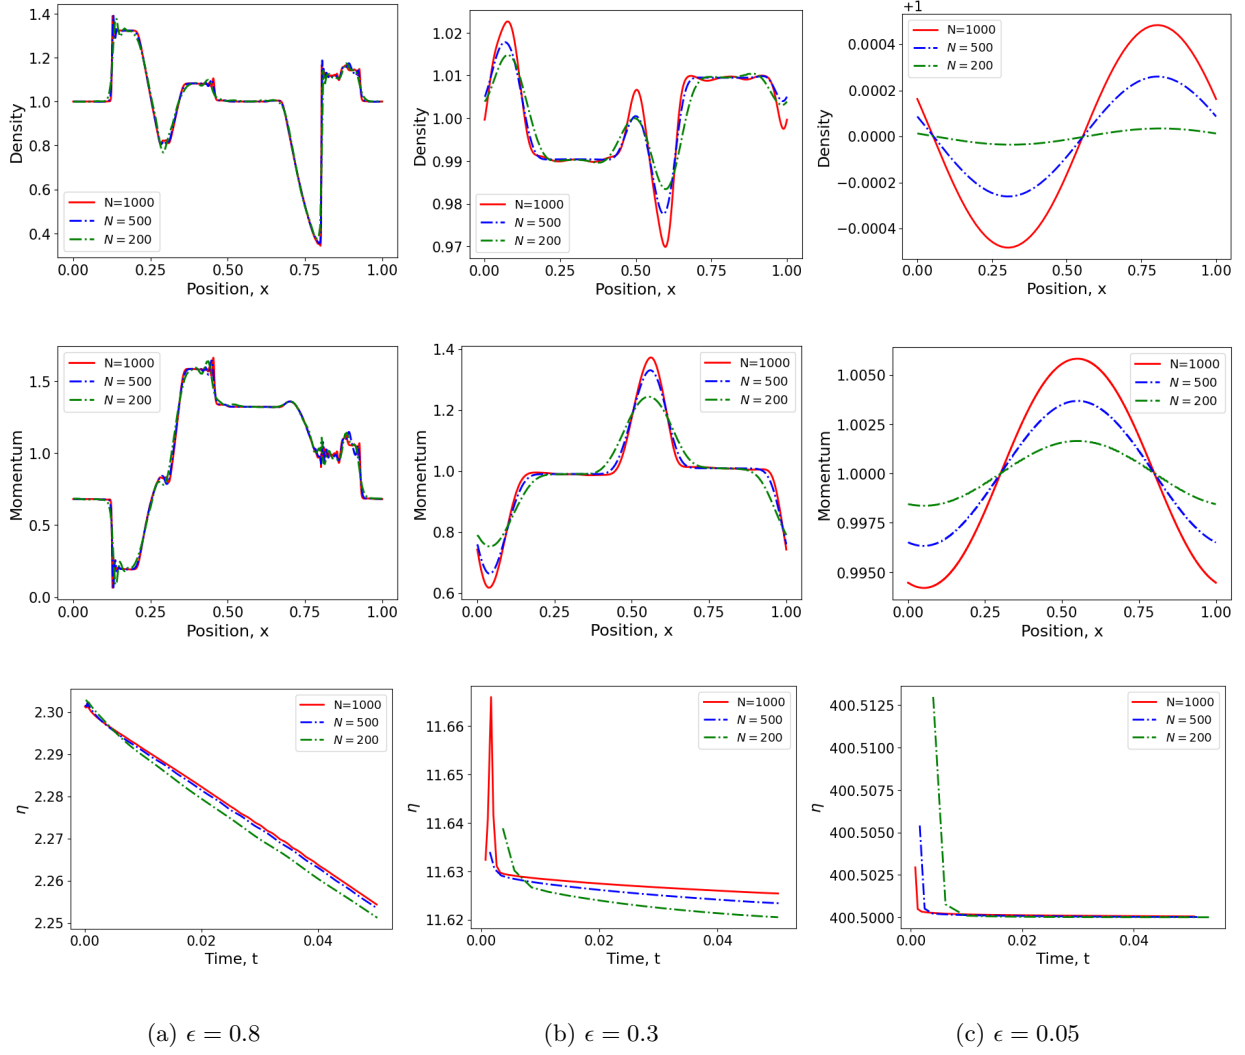 1.4
1.2
1.0
0.8
0.6
0.4
Density
N=1000
N = 500
N = 200
0.00 0.25 0.50 0.75 1.00
Position, x
1.02
1.01
1.00
0.99
0.98
0.97
Density
N=1000
N = 500
N = 200
0.00 0.25 0.50 0.75 1.00
Position, x
+1
0.0004
0.0002
0.0000
−0.0002
−0.0004
Density
N=1000
N = 500
N = 200
0.00 0.25 0.50 0.75 1.00
Position, x
1.5
1.0
0.5
0.0
Momentum
N=1000
N = 500
N = 200
0.00 0.25 0.50 0.75 1.00
Position, x
1.4
1.2
1.0
0.8
0.6
Momentum
N=1000
N = 500
N = 200
0.00 0.25 0.50 0.75 1.00
Position, x
1.0050
1.0025
1.0000
0.9975
0.9950
Momentum
N=1000
N = 500
N = 200
0.00 0.25 0.50 0.75 1.00
Position, x
2.30
2.29
2.28
2.27
2.26
2.25
η
N=1000
N = 500
N = 200
0.00 0.02 0.04
Time, t
11.66
11.65
11.64
11.63
11.62
η
N=1000
N = 500
N = 200
0.00 0.02 0.04
Time, t
400.5125
400.5100
400.5075
400.5050
400.5025
400.5000
η
N=1000
N = 500
N = 200
0.00 0.02 0.04
Time, t
(a) ϵ = 0.8
(b) ϵ = 0.3
(c) ϵ = 0.05